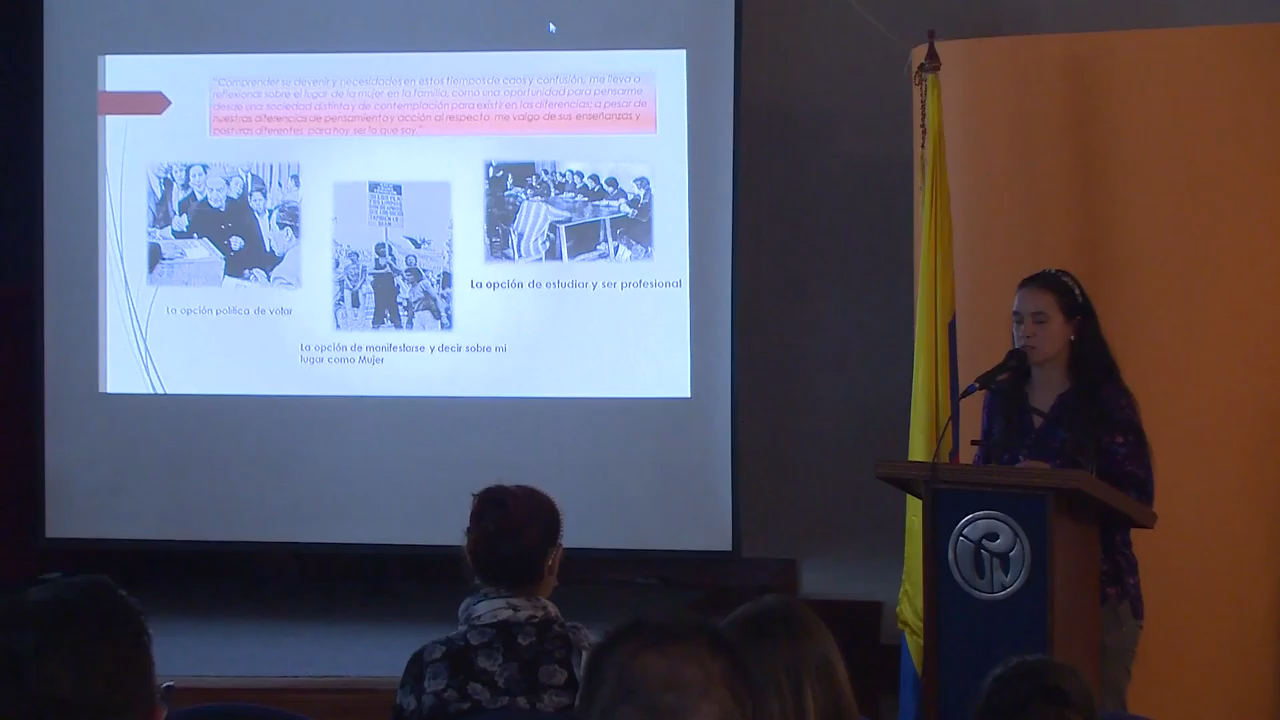 "Comprender su devenir y necesidades en estos tiempos de caos y confusión, me lleva a
reflexionar sobre el lugar de la mujer en la familia, como una oportunidad para pensarme
desde una sociedad distinta y de contemplación para existir en las diferencias; a pesar de
nuestras diferencias de pensamiento y acción al respecto me valgo de sus enseñanzas y
posturas diferentes para hoy ser lo que soy."
La opción política de votar
La opción de manifestarse y decir sobre mi
lugar como Mujer
La opción de estudiar y ser profesional